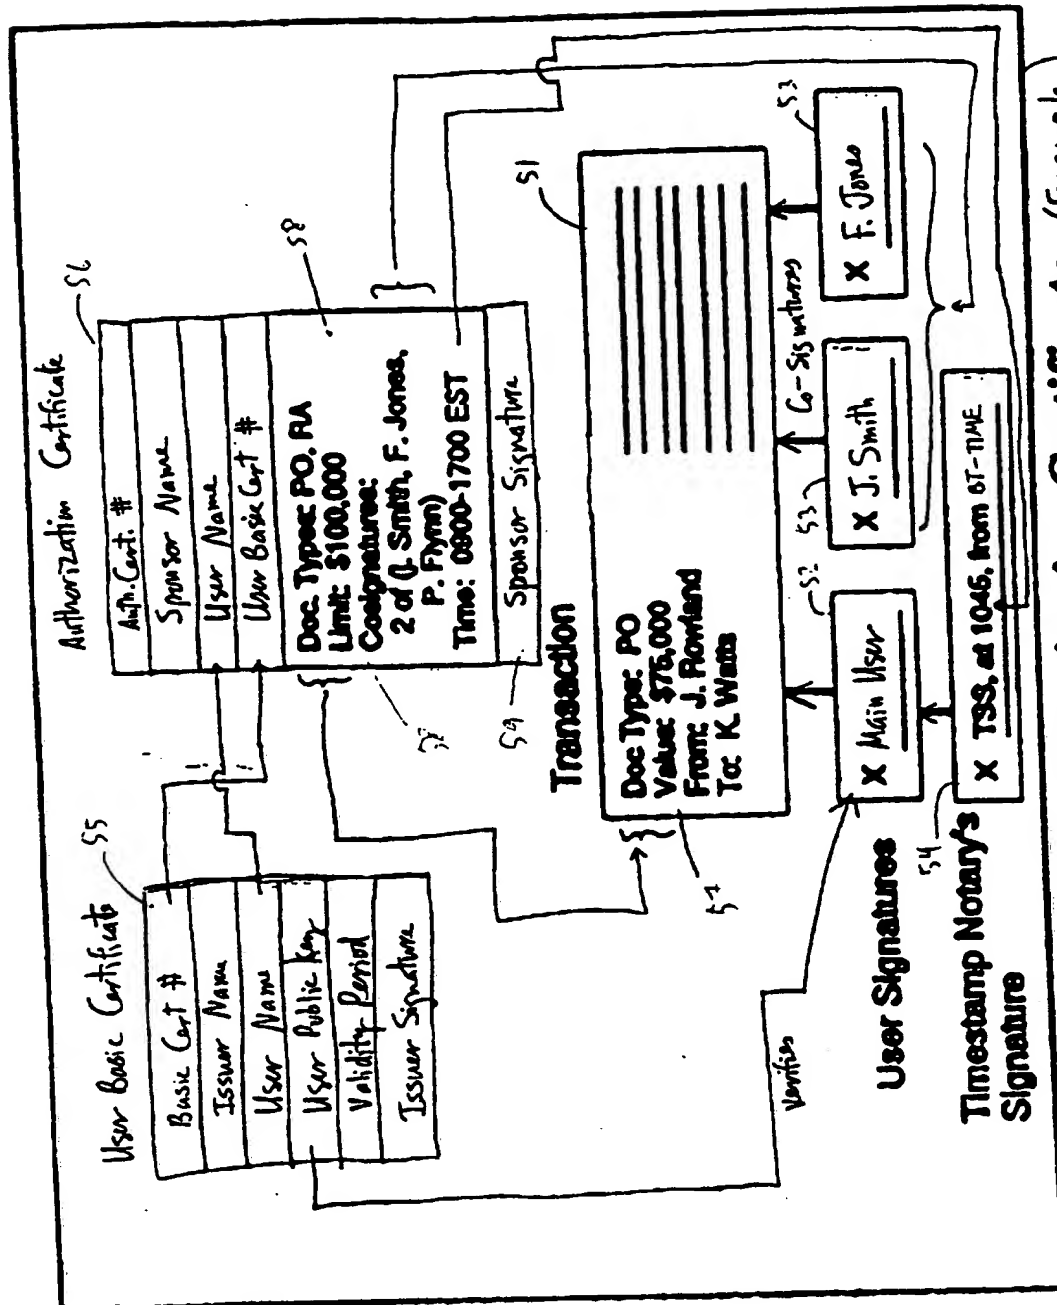 User Basic Certificate
55
Basic Cert #
Issuer Name
User Name
User Public Key
Validity Period
Issuer Signature
Authorization Certificate
56
Auth. Cert. #
Sponsor Name
User Name
User Basic Cert #
Doc. Types: PO, RA
Limit: $100,000
Cosignatures:
2 of (J. Smith, F. Jones,
P. Flynn)
Time: 0900-1700 EST
58
Sponsor Signature
59
Transaction
51
Doc Type: PO
Value: $75,000
From: J. Rowland
To: K. Watts
57
Verifies
Co-Signatures
User Signatures
X Main User
52
X J. Smith
53
X F. Jones
53
Timestamp Notary's
Signature
54
X TSS, at 1045, from BT-TIME